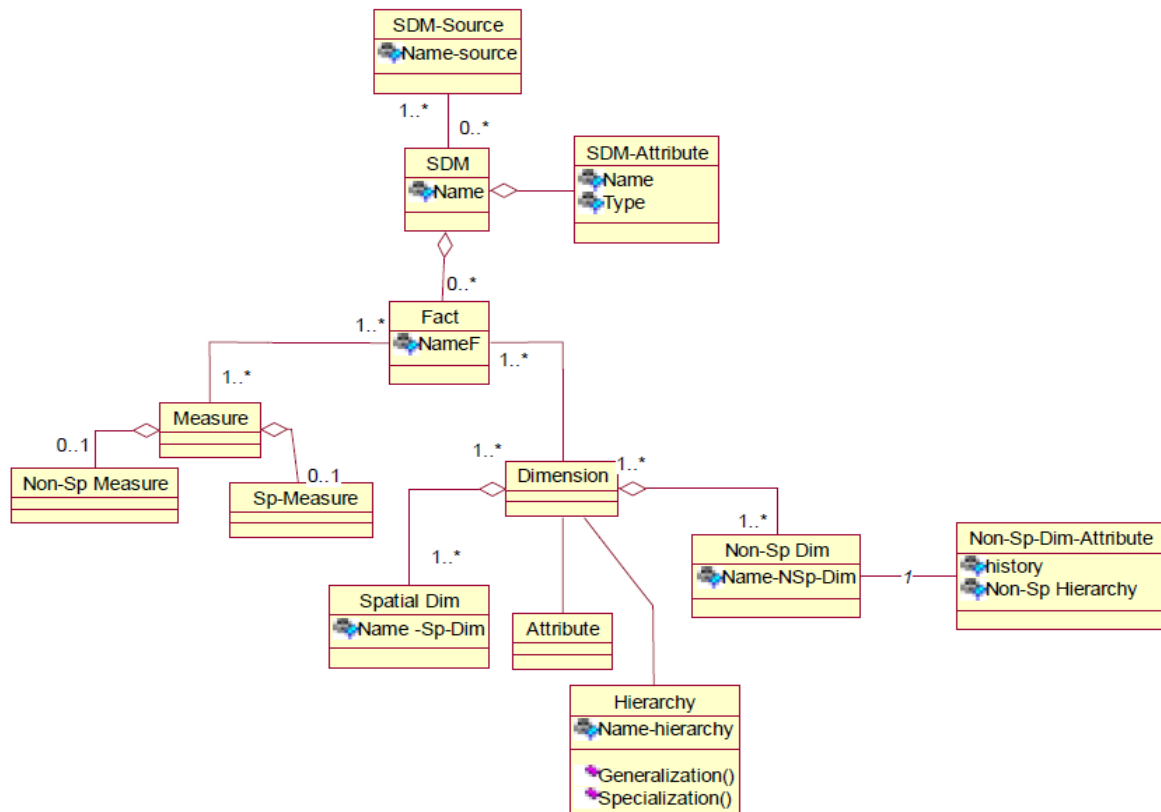 SDM-Source
Name-source
1..*
0..*
SDM
Name
SDM-Attribute
Name
Type
0..*
Fact
NameF
1..*
1..*
1..*
Measure
0..1
Non-Sp Measure
0..1
Sp-Measure
1..*
Dimension
1..*
1..*
1..*
Spatial Dim
Name -Sp-Dim
Attribute
Non-Sp Dim
Name-NSp-Dim
1
Non-Sp-Dim-Attribute
history
Non-Sp Hierarchy
Hierarchy
Name-hierarchy
Generalization()
Specialization()